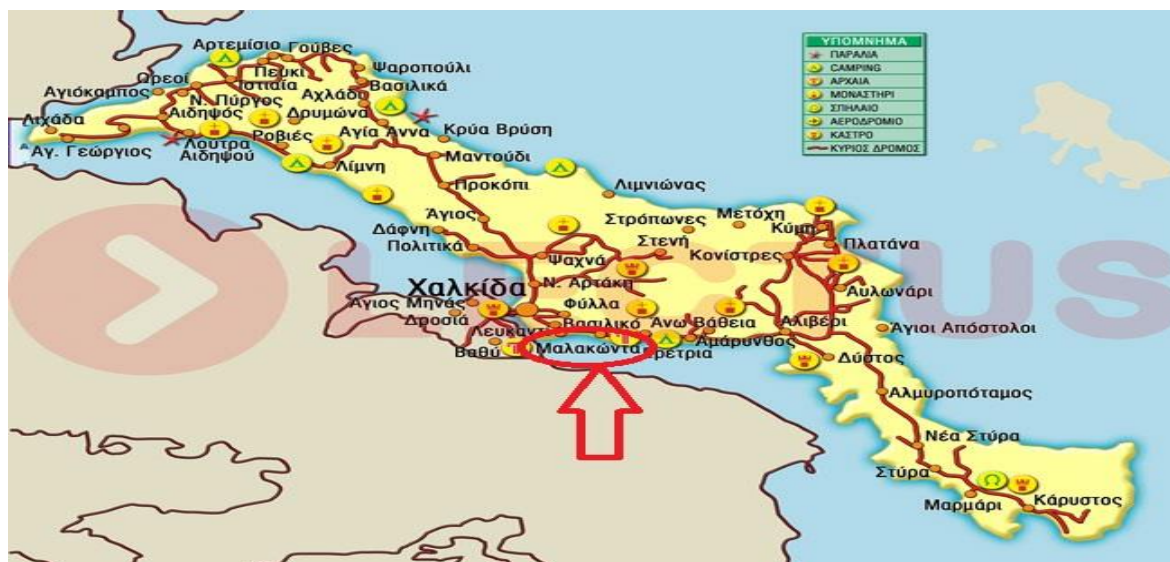 ΥΠΟΜΝΗΜΑ
ΠΑΡΑΛΙΑ
CAMPING
ΑΡΧΑΙΑ
ΜΟΝΑΣΤΗΡΙ
ΣΠΗΛΑΙΟ
ΑΕΡΟΔΡΟΜΙΟ
ΚΑΣΤΡΟ
ΚΥΡΙΟΣ ΔΡΟΜΟΣ
Αρτεμίσιο
Γούβες
Πευκί
Ψαροπούλι
Ωρεοί
Ιστιαία
Βασιλικά
Αγιόκαμπος
Ν. Πύργος
Αχλάδι
Αιδηψός
Δρυμώνα
Λιχάδα
Ροβιές
Αγία Άννα
Κρύα Βρύση
Αγ. Γεώργιος
Λουτρά
Αιδηψού
Λίμνη
Μαντούδι
Προκόπι
Λιμνιώνας
Άγιος
Στρόπωνες
Μετόχη
Κύμη
Δάφνη
Πολιτικά
Στενή
Κονίστρες
Πλατάνα
Ψαχνά
Ν. Αρτάκη
Χαλκίδα
Αυλωνάρι
Άγιος Μηνάς
Φύλλα
Δροσιά
Λευκαντ
Βασιλικό
Ανω Βάθεια
Αλιβέρι
Άγιοι Απόστολοι
Βαθύ
Μαλακώντα
ρέτρια
Αμάρυνθος
Δύστος
Αλμυροπόταμος
Νέα Στύρα
Στύρα
Μαρμάρι
Κάρυστος